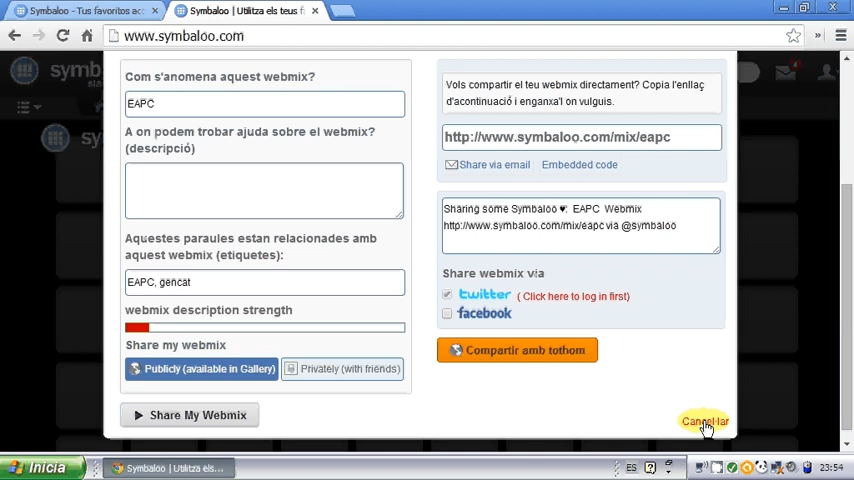 Symbaloo - Tus favoritos acc
Symbaloo | Utilitza els teus f
www.symbaloo.com
symb
Com s'anomena aquest webmix?
EAPC
A on podem trobar ajuda sobre el webmix?
(descripció)
Aquestes paraules estan relacionades amb
aquest webmix (etiquetes):
EAPC, gencat
webmix description strength
Share my webmix
Publicly (available in Gallery)
Privately (with friends)
Share My Webmix
Vols compartir el teu webmix directament? Copia l'enllaç
d'acontinuació i enganxa'l on vulguis.
http://www.symbaloo.com/mix/eapc
Share via email
Embedded code
Sharing some Symbaloo ♥: EAPC Webmix
http://www.symbaloo.com/mix/eapc via @symbaloo
Share webmix via
twitter ( Click here to log in first)
facebook
Compartir amb tothom
Cancel·lar
Inicia
Symbaloo | Utilitza els...
ES
23:54